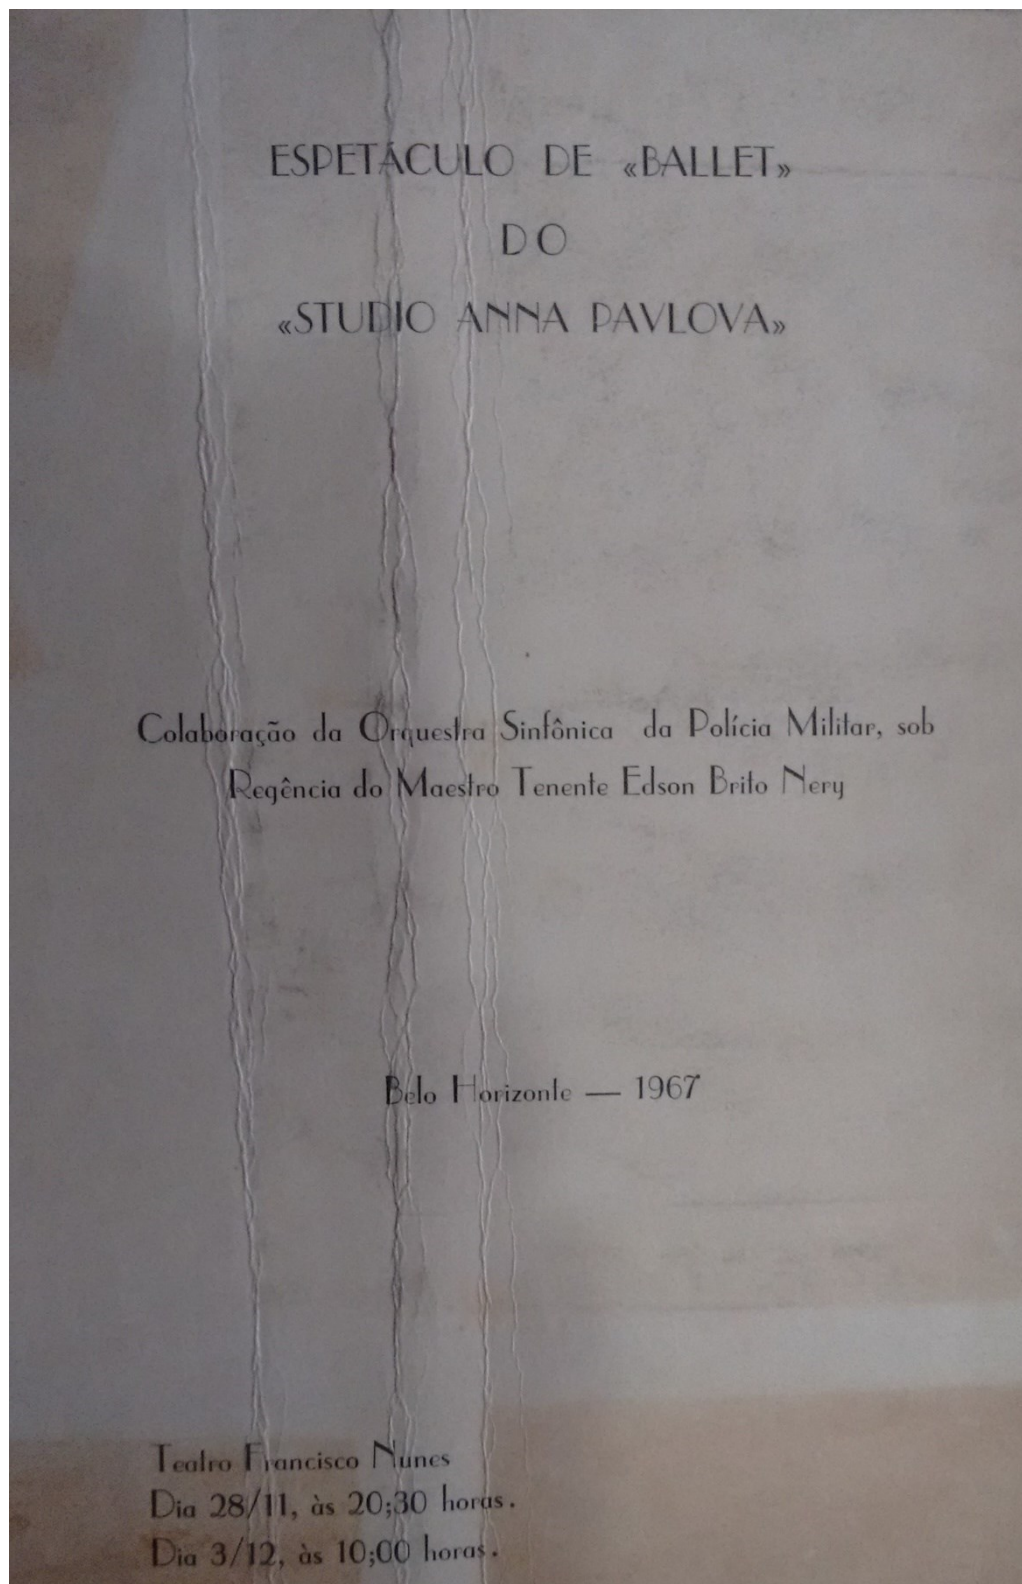 ESPETÁCULO DE «BALLET»
DO
«STUDIO ANNA PAVLOVA»
Colaboração da Orquestra Sinfônica da Polícia Militar, sob
Regência do Maestro Tenente Edson Brito Nery
Belo Horizonte — 1967
Teatro Francisco Nunes
Dia 28/11, às 20;30 horas.
Dia 3/12, às 10;00 horas.